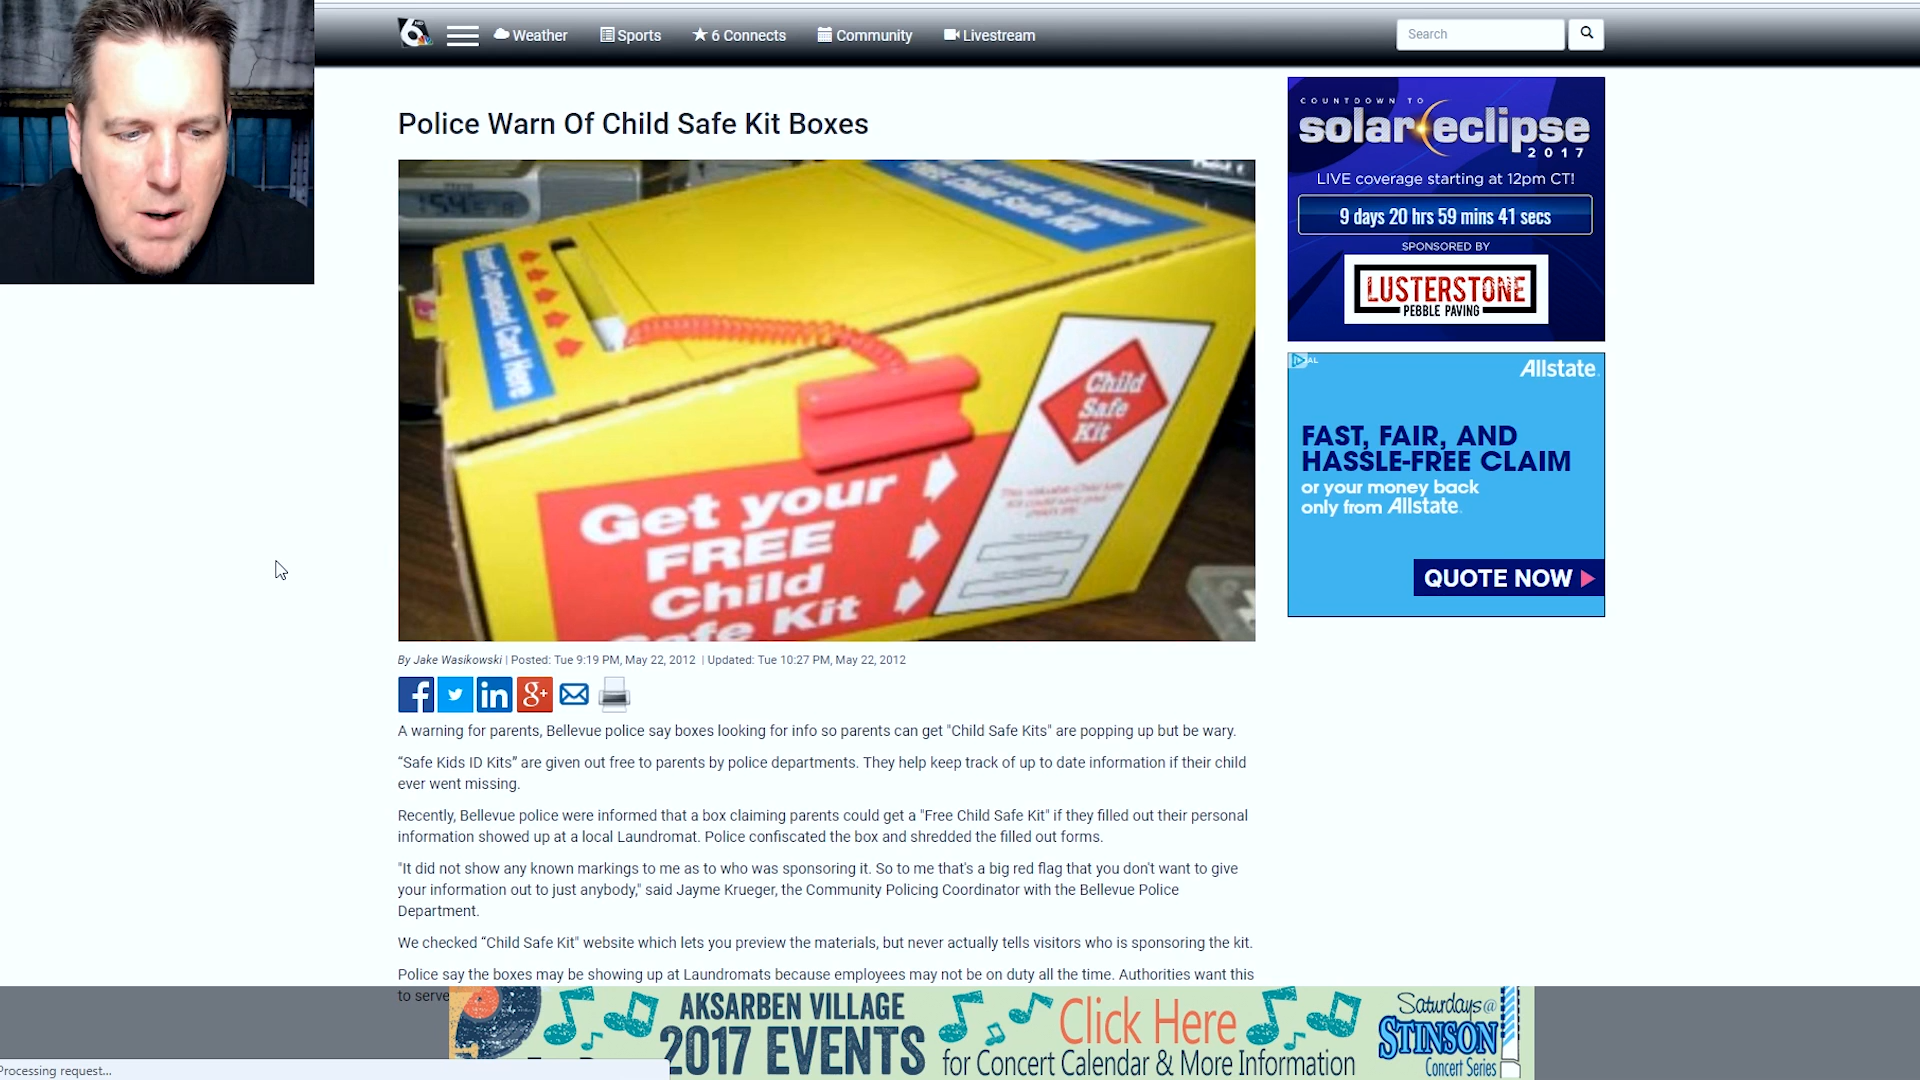 6 Weather Sports 6 Connects Community Livestream Search
Police Warn Of Child Safe Kit Boxes
FREE Child Safe Kit
Insert Completed Card Here
Child
Safe
Kit
Get your
FREE
Child
Safe Kit
By Jake Wasikowski | Posted: Tue 9:19 PM, May 22, 2012 | Updated: Tue 10:27 PM, May 22, 2012
A warning for parents, Bellevue police say boxes looking for info so parents can get "Child Safe Kits" are popping up but be wary.
“Safe Kids ID Kits” are given out free to parents by police departments. They help keep track of up to date information if their child
ever went missing.
Recently, Bellevue police were informed that a box claiming parents could get a "Free Child Safe Kit" if they filled out their personal
information showed up at a local Laundromat. Police confiscated the box and shredded the filled out forms.
"It did not show any known markings to me as to who was sponsoring it. So to me that's a big red flag that you don't want to give
your information out to just anybody," said Jayme Krueger, the Community Policing Coordinator with the Bellevue Police
Department.
We checked “Child Safe Kit" website which lets you preview the materials, but never actually tells visitors who is sponsoring the kit.
Police say the boxes may be showing up at Laundromats because employees may not be on duty all the time. Authorities want this
to serve
COUNTDOWN TO
solar eclipse
2017
LIVE coverage starting at 12pm CT!
9 days 20 hrs 59 mins 41 secs
SPONSORED BY
LUSTERSTONE
PEBBLE PAVING
Allstate.
FAST, FAIR, AND
HASSLE-FREE CLAIM
or your money back
only from Allstate.
QUOTE NOW
AKSARBEN VILLAGE
2017 EVENTS
Click Here
for Concert Calendar & More Information
Saturdays@
STINSON
Concert Series
Processing request...